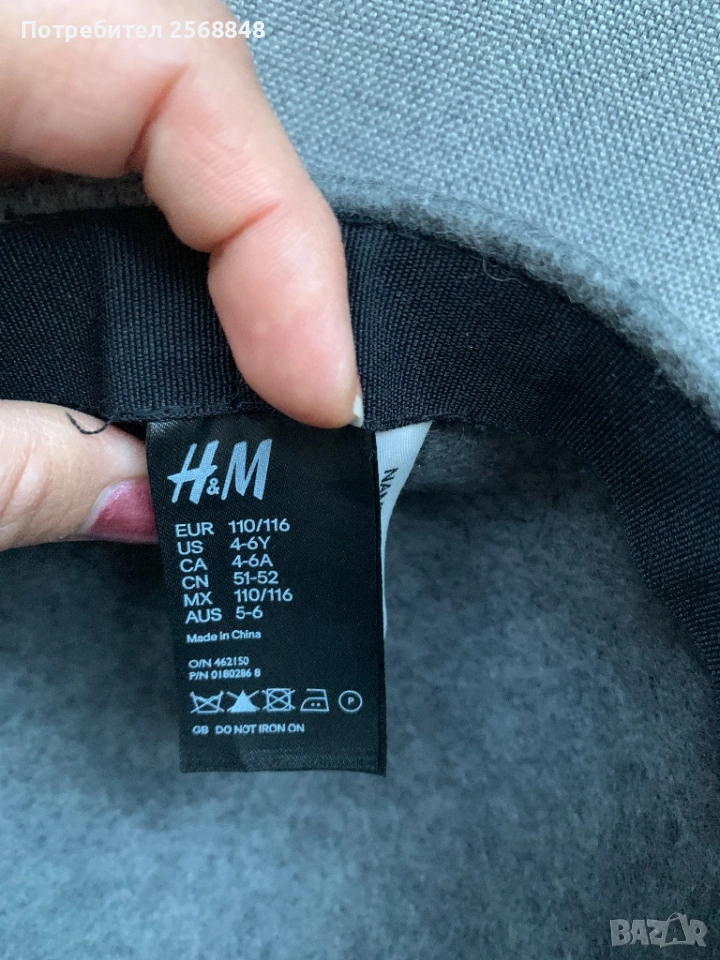 Потребител 2568848
H&M
EUR 110/116
US 4-6Y
CA 4-6A
CN 51-52
MX 110/116
AUS 5-6
Made in China
O/N 462150
P/N 0180286 8
P
GB DO NOT IRON ON
BAZAR